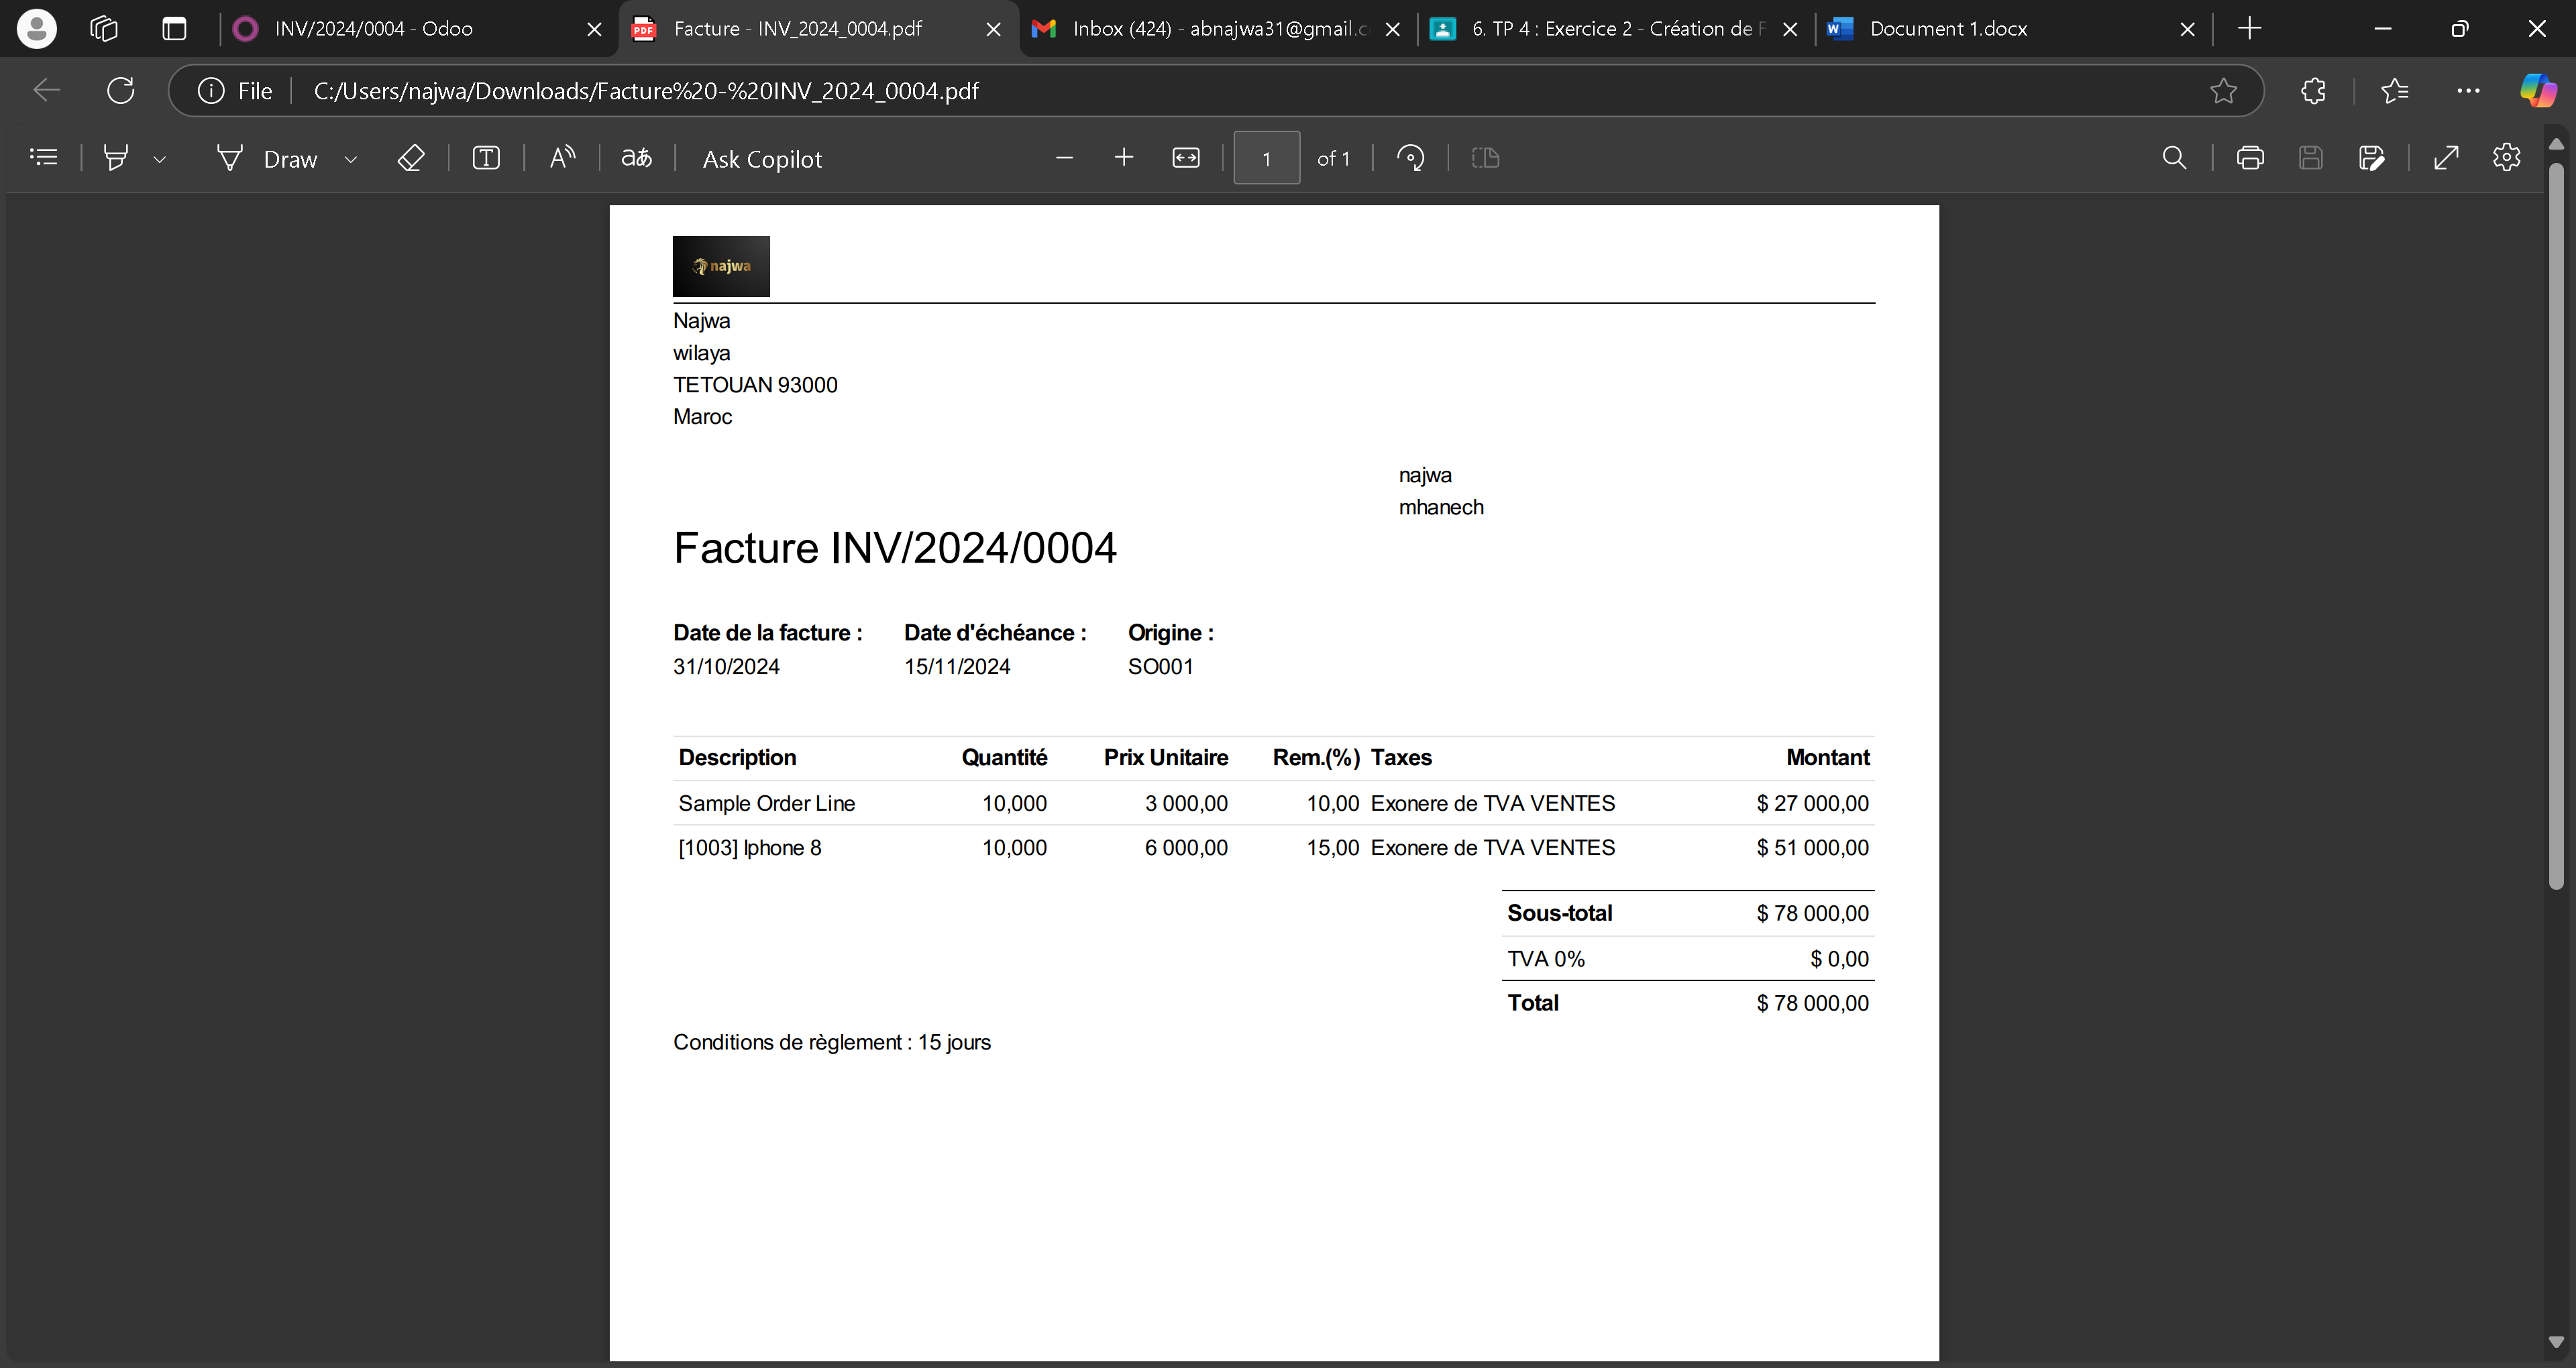 INV/2024/0004 - Odoo
Facture - INV_2024_0004.pdf
Inbox (424) - abnajwa31@gmail.c
6. TP 4 : Exercice 2 - Création de F
Document 1.docx
File
C:/Users/najwa/Downloads/Facture%20-%20INV_2024_0004.pdf
Draw
aあ
Ask Copilot
1 of 1
najwa
Najwa
wilaya
TETOUAN 93000
Maroc
najwa
mhanech
Facture INV/2024/0004
Date de la facture : Date d'échéance : Origine :
31/10/2024 15/11/2024 SO001
Description Quantité Prix Unitaire Rem.(%) Taxes Montant
Sample Order Line 10,000 3 000,00 10,00 Exonere de TVA VENTES $ 27 000,00
[1003] Iphone 8 10,000 6 000,00 15,00 Exonere de TVA VENTES $ 51 000,00
Sous-total $ 78 000,00
TVA 0% $ 0,00
Total $ 78 000,00
Conditions de règlement : 15 jours